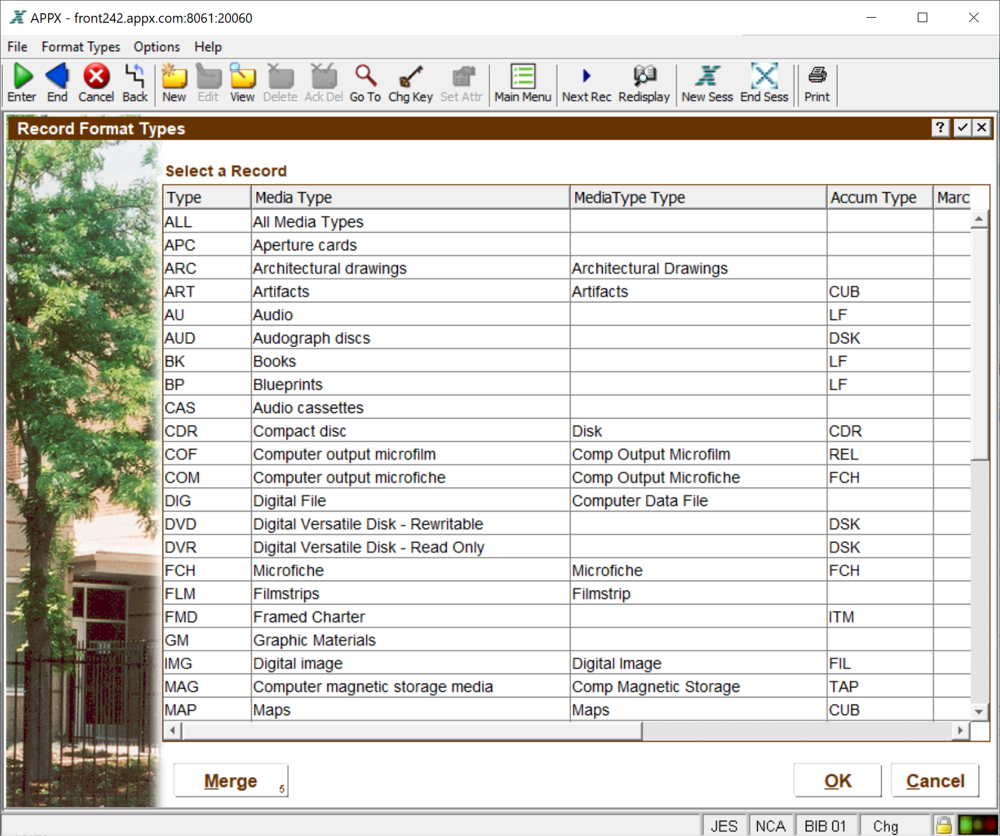 APPX - front242.appx.com:8061:20060
File Format Types Options Help
Enter End Cancel Back New Edit View Delete Ack Del Go To Chg Key Set Attr Main Menu Next Rec Redisplay New Sess End Sess Print
Record Format Types ?
Select a Record
Type Media Type MediaType Type Accum Type Marc
ALL All Media Types
APC Aperture cards
ARC Architectural drawings Architectural Drawings
ART Artifacts Artifacts CUB
AU Audio LF
AUD Audograph discs DSK
BK Books LF
BP Blueprints LF
CAS Audio cassettes
CDR Compact disc Disk CDR
COF Computer output microfilm Comp Output Microfilm REL
COM Computer output microfiche Comp Output Microfiche FCH
DIG Digital File Computer Data File
DVD Digital Versatile Disk - Rewritable DSK
DVR Digital Versatile Disk - Read Only DSK
FCH Microfiche Microfiche FCH
FLM Filmstrips Filmstrip
FMD Framed Charter ITM
GM Graphic Materials
IMG Digital image Digital Image FIL
MAG Computer magnetic storage media Comp Magnetic Storage TAP
MAP Maps Maps CUB
Merge 5 OK Cancel
JES NCA BIB 01 Chg